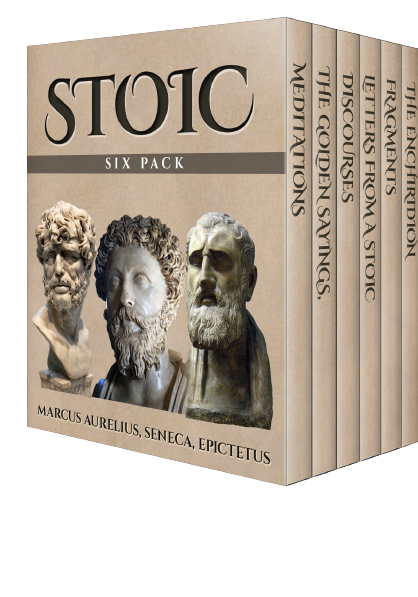 STOIC
SIX PACK
MARCUS AURELIUS, SENECA, EPICTETUS
MEDITATIONS
THE GOLDEN SAYINGS,
DISCOURSES
LETTERS FROM A STOIC
FRAGMENTS
THE ENCHIRIDION